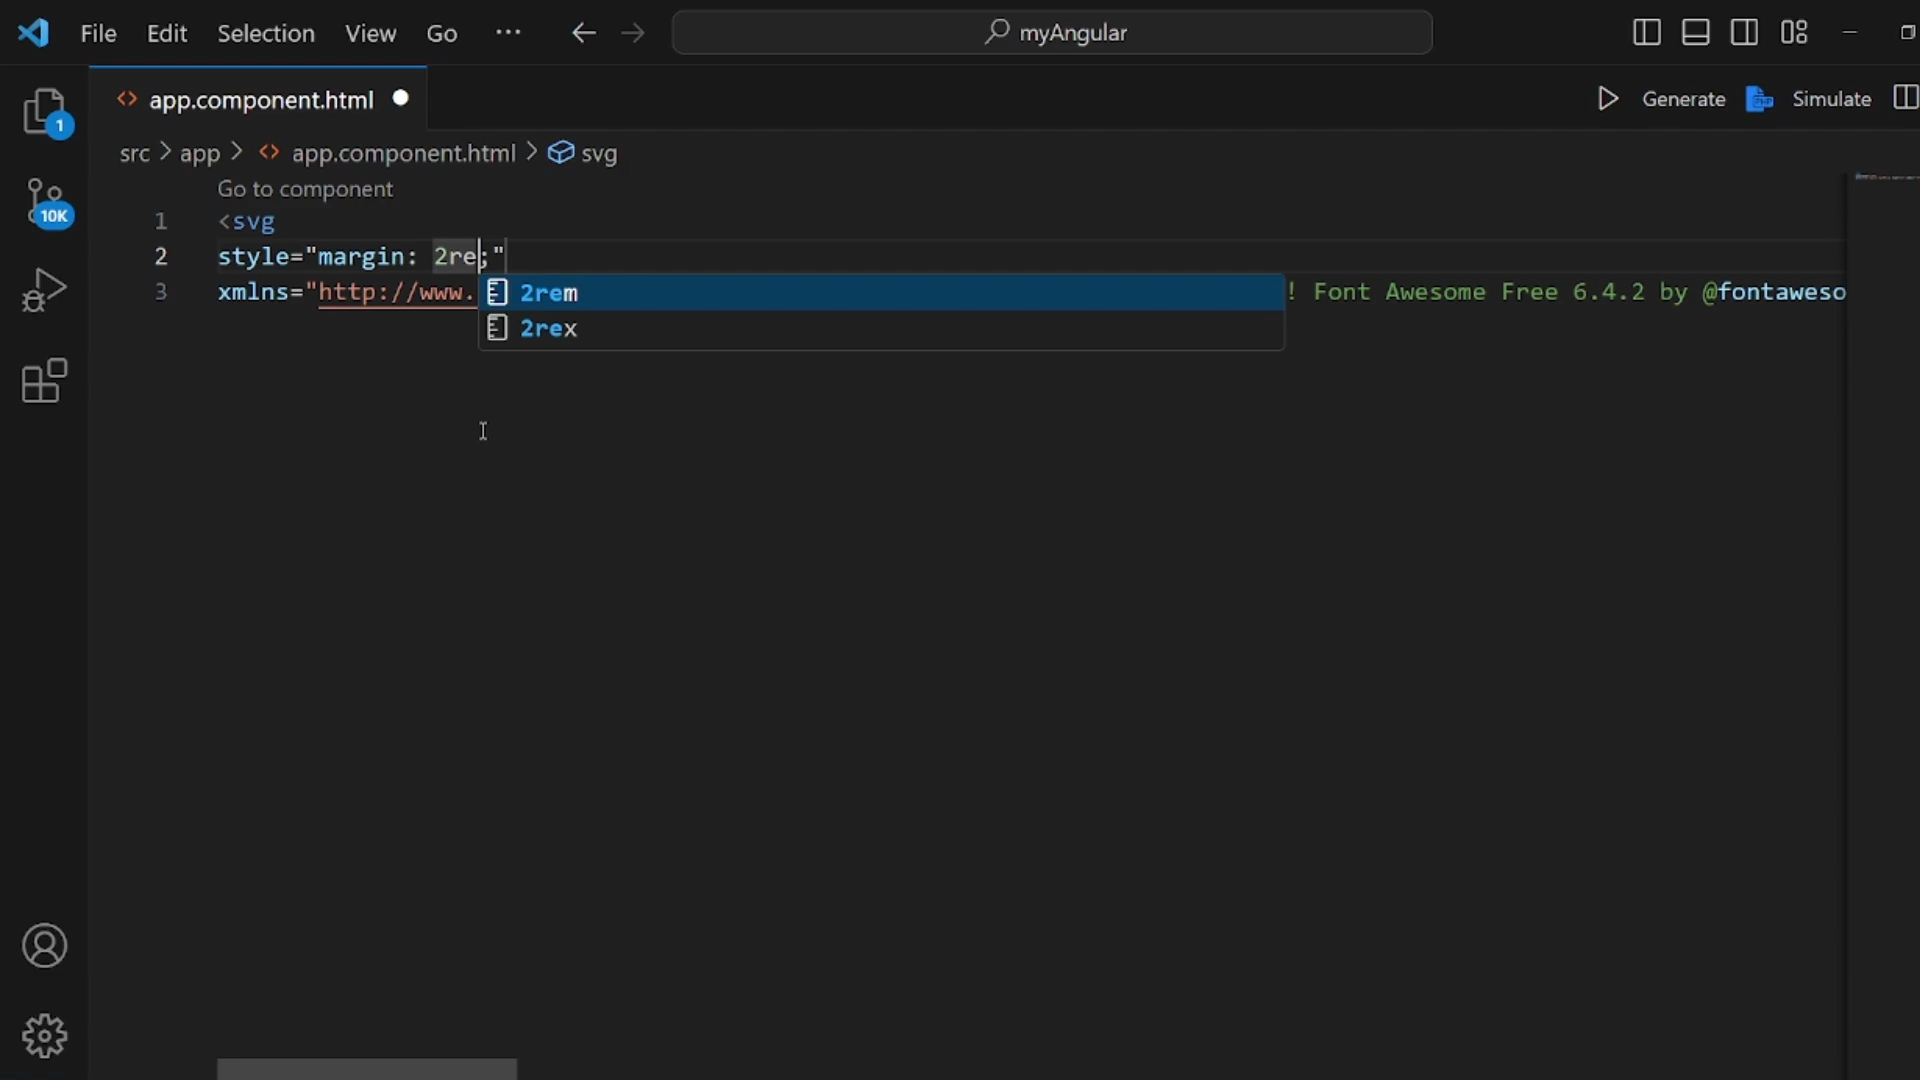 File Edit Selection View Go ··· myAngular
app.component.html Generate Simulate
1
src > app > app.component.html > svg
Go to component
10K
1 <svg
2 style="margin: 2re;"
3 xmlns="http://www. ! Font Awesome Free 6.4.2 by @fontaweso
2rem
2rex